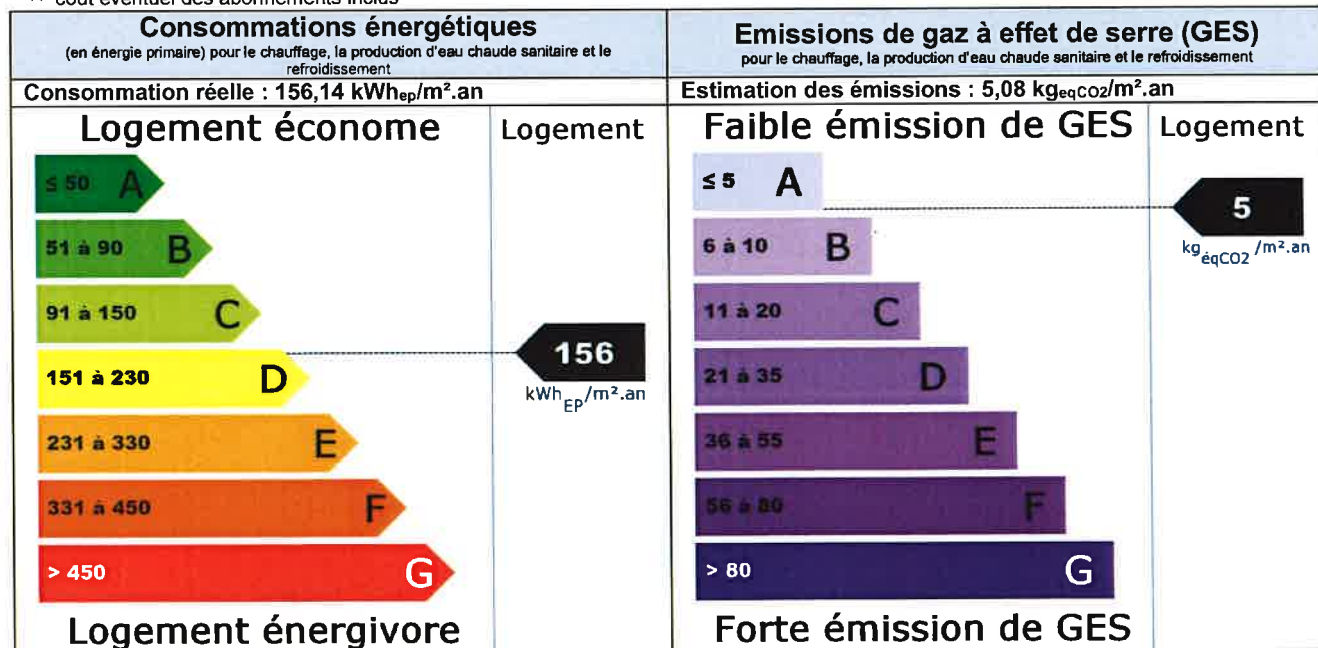 coût éventuel des abonnements inclus
Consommations énergétiques
(en énergie primaire) pour le chauffage, la production d'eau chaude sanitaire et le
refroidissement
Consommation réelle : 156,14 kWhep/m².an
Logement économe
Logement
≤ 50 A
51 à 90 B
91 à 150 C
151 à 230 D
231 à 330 E
331 à 450 F
> 450 G
156
kWhEP/m².an
Logement énergivore
Emissions de gaz à effet de serre (GES)
pour le chauffage, la production d'eau chaude sanitaire et le refroidissement
Estimation des émissions : 5,08 kgeqCO2/m².an
Faible émission de GES
Logement
≤ 5 A
6 à 10 B
11 à 20 C
21 à 35 D
36 à 55 E
56 à 80 F
> 80 G
5
kgéqCO2/m².an
Forte émission de GES